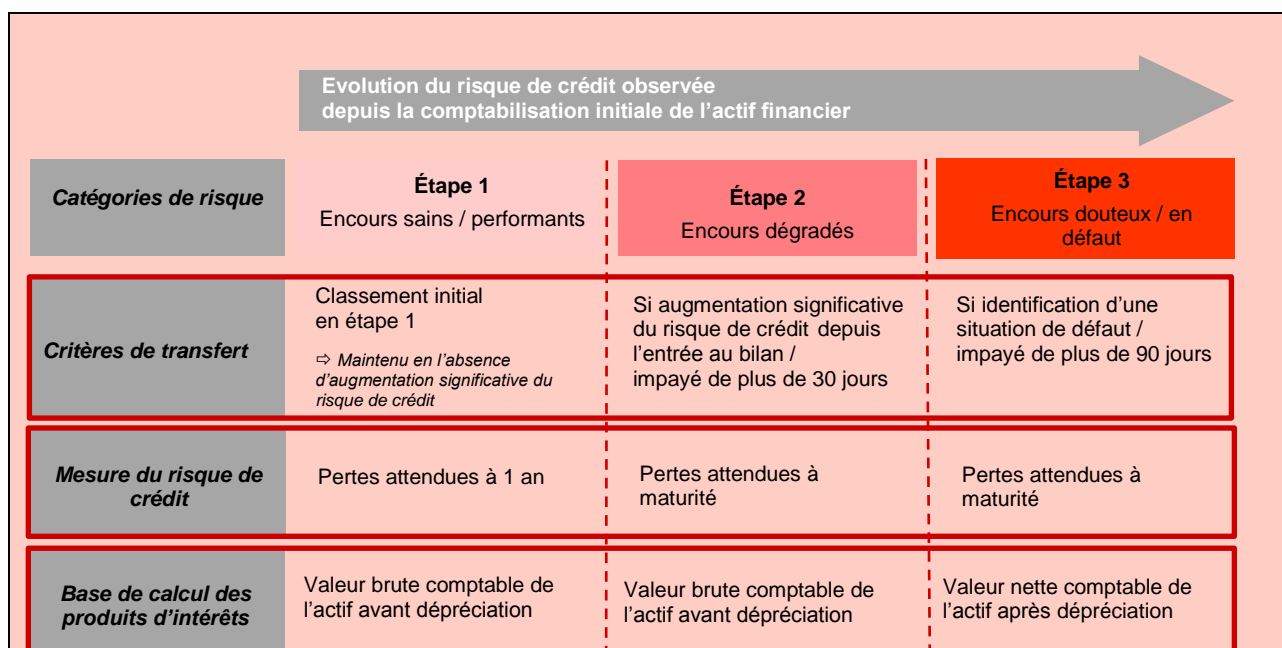 Evolution du risque de crédit observée
depuis la comptabilisation initiale de l'actif financier
Catégories de risque
Étape 1
Encours sains / performants
Étape 2
Encours dégradés
Étape 3
Encours douteux / en
défaut
Critères de transfert
Classement initial
en étape 1
⇨ Maintenu en l'absence
d'augmentation significative du
risque de crédit
Si augmentation significative
du risque de crédit depuis
l'entrée au bilan /
impayé de plus de 30 jours
Si identification d'une
situation de défaut /
impayé de plus de 90 jours
Mesure du risque de
crédit
Pertes attendues à 1 an
Pertes attendues à
maturité
Pertes attendues à
maturité
Base de calcul des
produits d'intérêts
Valeur brute comptable de
l'actif avant dépréciation
Valeur brute comptable de
l'actif avant dépréciation
Valeur nette comptable de
l'actif après dépréciation